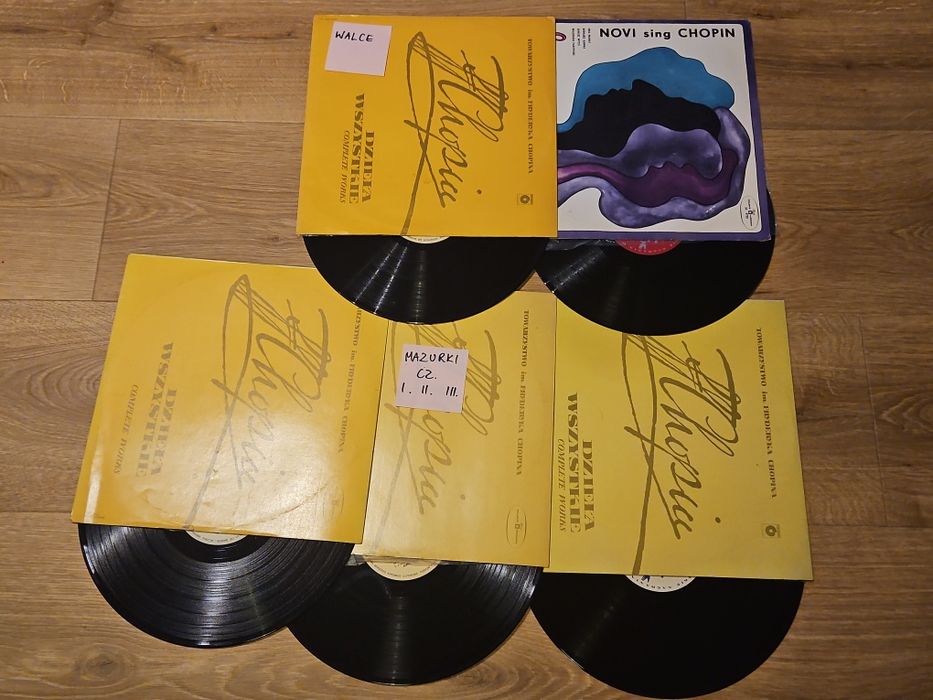 WALCE
TOWARZYSTWO im. FRYDERYKA CHOPINA
Chopin
DZIEŁA
WSZYSTKIE
COMPLETE WORKS
NOVI sing CHOPIN
TOWARZYSTWO im. FRYDERYKA CHOPINA
Chopin
DZIEŁA
WSZYSTKIE
COMPLETE WORKS
MAZURKI
CZ.
I. II. III.
TOWARZYSTWO im. FRYDERYKA CHOPINA
Chopin
TOWARZYSTWO im. FRYDERYKA CHOPINA
Chopin
DZIEŁA
WSZYSTKIE
COMPLETE WORKS